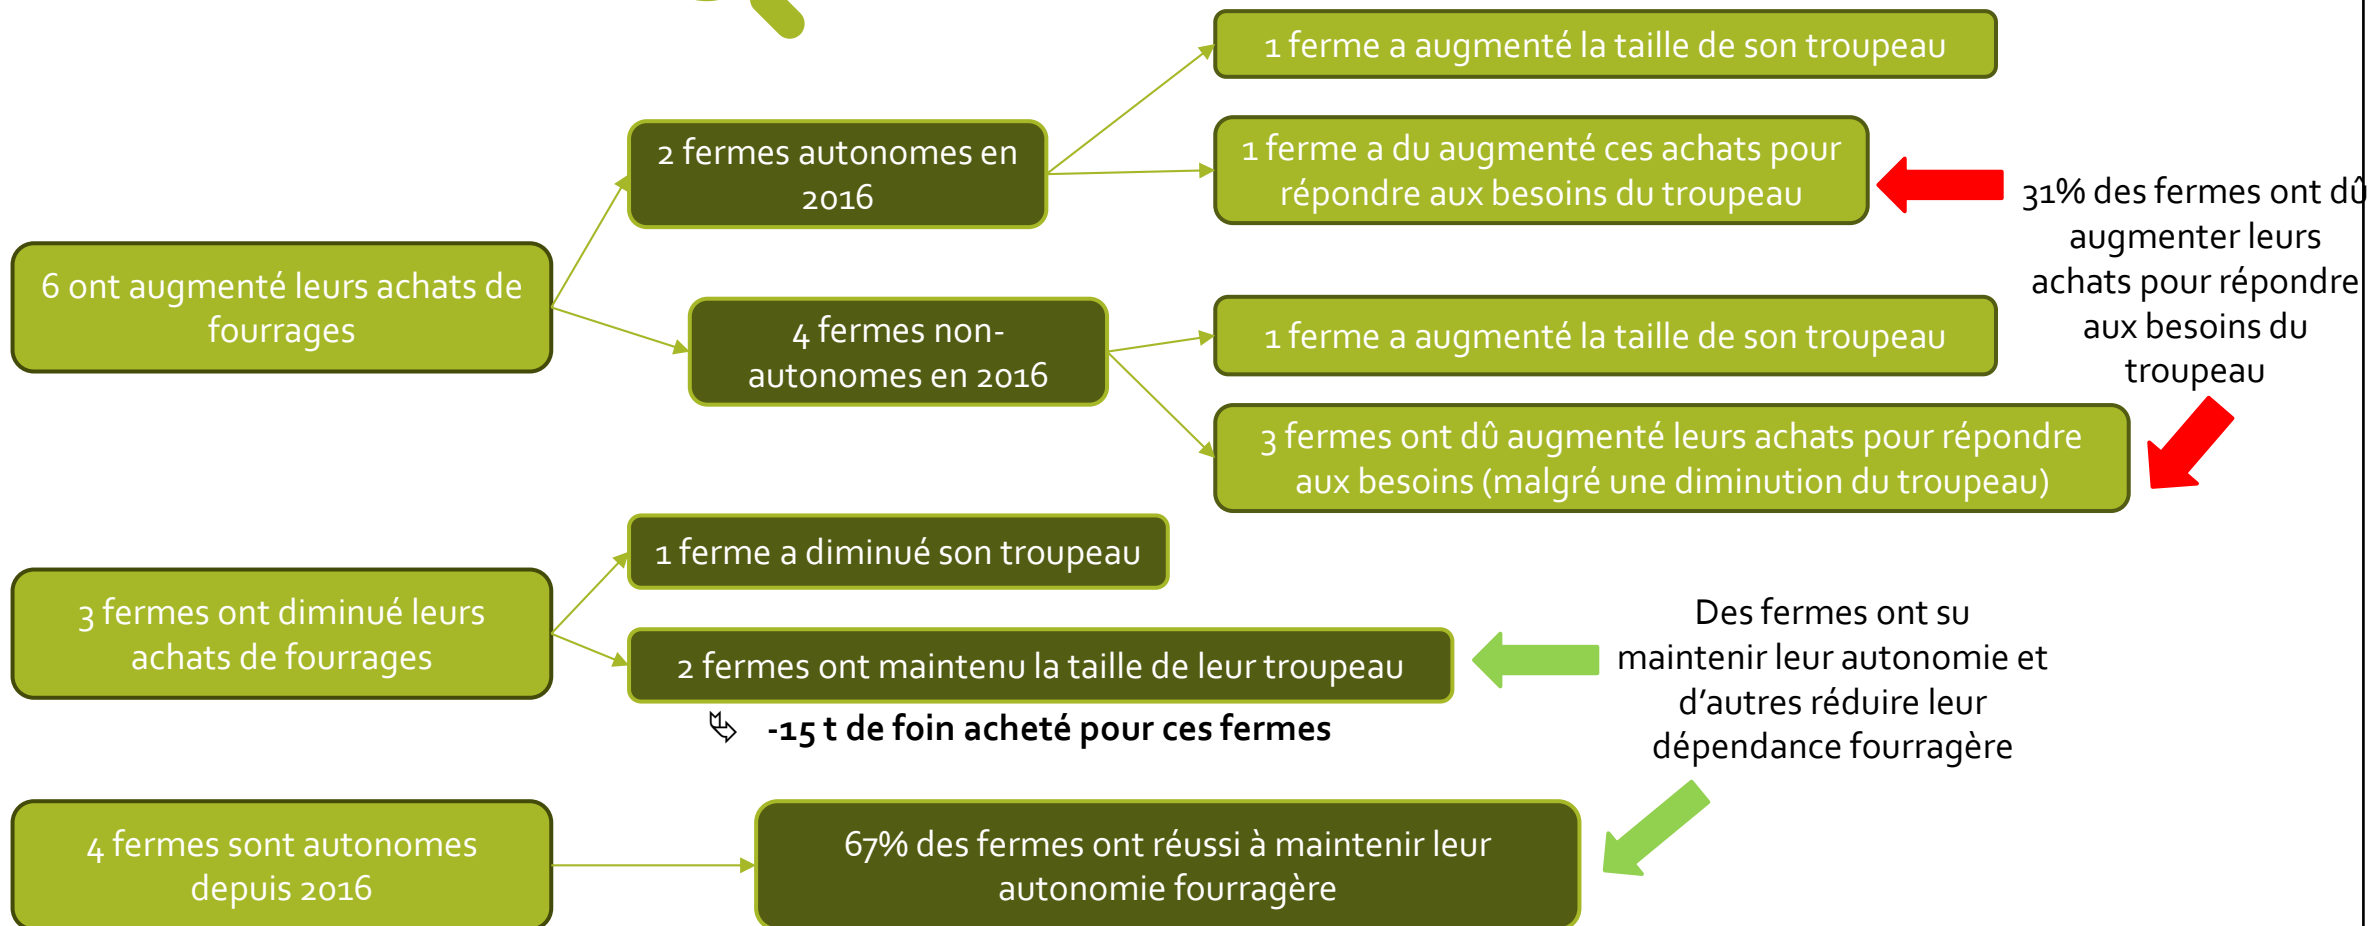 1 ferme a augmenté la taille de son troupeau
2 fermes autonomes en
2016
1 ferme a du augmenté ces achats pour
répondre aux besoins du troupeau
31% des fermes ont dû
augmenter leurs
achats pour répondre
aux besoins du
troupeau
6 ont augmenté leurs achats de
fourrages
4 fermes non-
autonomes en 2016
1 ferme a augmenté la taille de son troupeau
3 fermes ont dû augmenté leurs achats pour répondre
aux besoins (malgré une diminution du troupeau)
3 fermes ont diminué leurs
achats de fourrages
1 ferme a diminué son troupeau
2 fermes ont maintenu la taille de leur troupeau
-15 t de foin acheté pour ces fermes
Des fermes ont su
maintenir leur autonomie et
d'autres réduire leur
dépendance fourragère
4 fermes sont autonomes
depuis 2016
67% des fermes ont réussi à maintenir leur
autonomie fourragère